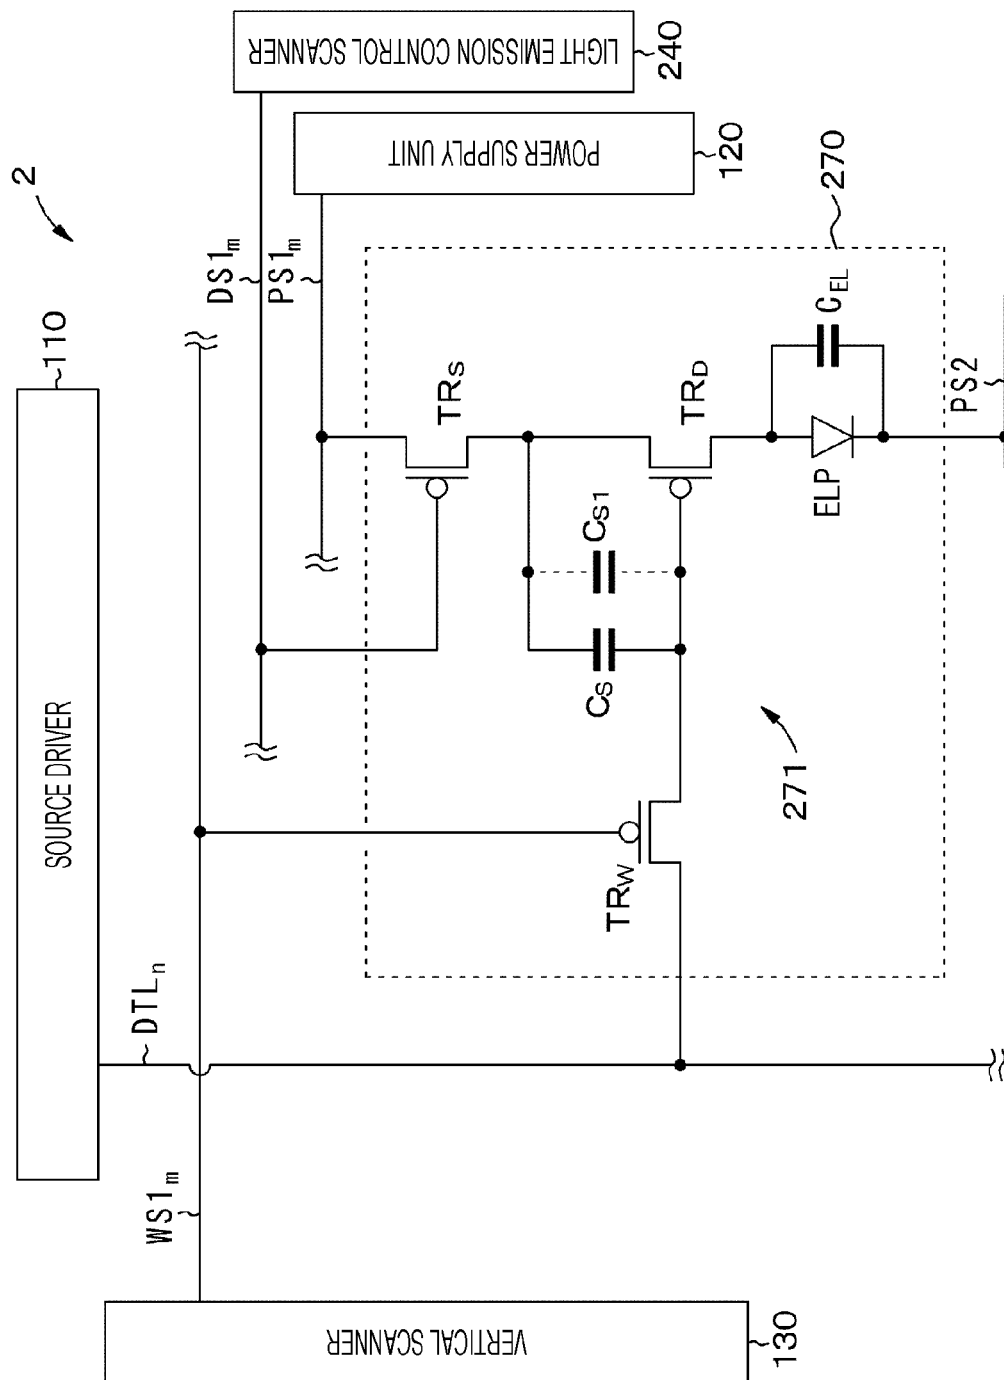 2
SOURCE DRIVER
110
LIGHT EMISSION CONTROL SCANNER
240
POWER SUPPLY UNIT
120
VERTICAL SCANNER
130
WS1m
DTLn
DS1m
PS1m
270
TRS
TRD
TRW
CS
CS1
CEL
ELP
PS2
271